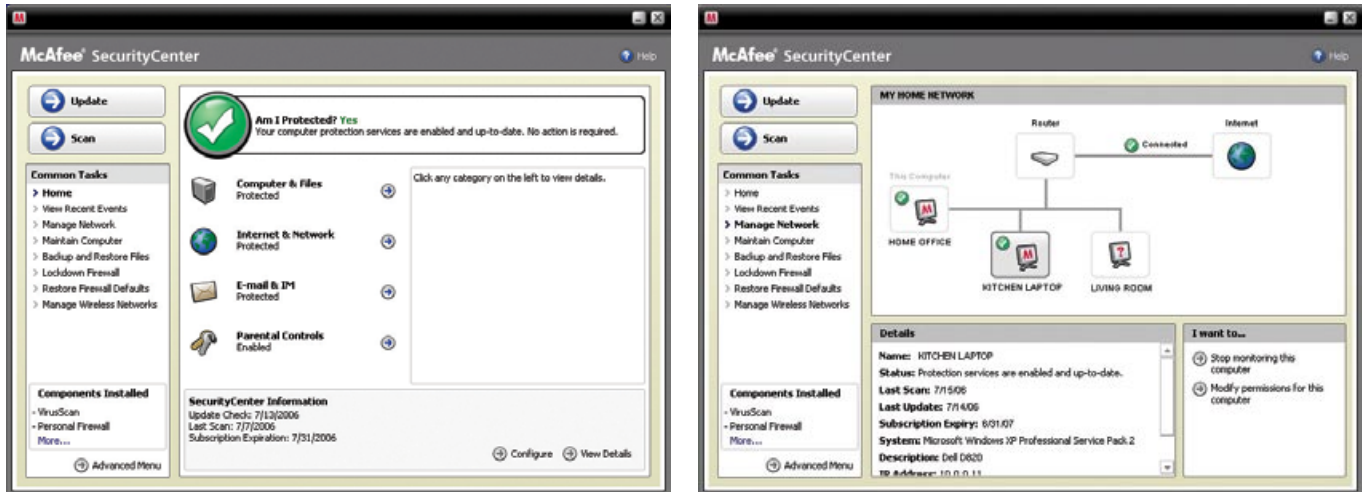 McAfee® SecurityCenter
Help
Update
Scan
Common Tasks
Home
View Recent Events
Manage Network
Maintain Computer
Backup and Restore Files
Lockdown Firewall
Restore Firewall Defaults
Manage Wireless Networks
Components Installed
- VirusScan
- Personal Firewall
More...
Advanced Menu
Am I Protected? Yes
Your computer protection services are enabled and up-to-date. No action is required.
Computer & Files
Protected
Internet & Network
Protected
E-mail & IM
Protected
Parental Controls
Enabled
Click any category on the left to view details.
SecurityCenter Information
Update Check: 7/13/2006
Last Scan: 7/7/2006
Subscription Expiration: 7/31/2006
Configure
View Details
McAfee® SecurityCenter
Help
Update
Scan
Common Tasks
Home
View Recent Events
Manage Network
Maintain Computer
Backup and Restore Files
Lockdown Firewall
Restore Firewall Defaults
Manage Wireless Networks
Components Installed
- VirusScan
- Personal Firewall
More...
Advanced Menu
MY HOME NETWORK
Router
Internet
Connected
This Computer
HOME OFFICE
KITCHEN LAPTOP
LIVING ROOM
Details
Name: KITCHEN LAPTOP
Status: Protection services are enabled and up-to-date.
Last Scan: 7/15/06
Last Update: 7/14/06
Subscription Expiry: 8/31/07
System: Microsoft Windows XP Professional Service Pack 2
Description: Dell D820
IP Address: 10.0.0.11
I want to...
Stop monitoring this
computer
Modify permissions for this
computer